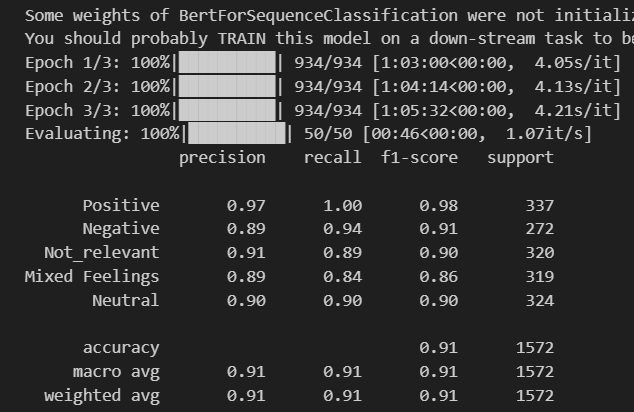 Some weights of BertForSequenceClassification were not initializ
You should probably TRAIN this model on a down-stream task to be
Epoch 1/3: 100%|██████████| 934/934 [1:03:00<00:00,  4.05s/it]
Epoch 2/3: 100%|██████████| 934/934 [1:04:14<00:00,  4.13s/it]
Epoch 3/3: 100%|██████████| 934/934 [1:05:32<00:00,  4.21s/it]
Evaluating: 100%|██████████| 50/50 [00:46<00:00,  1.07it/s]
precision    recall  f1-score   support
Positive       0.97      1.00      0.98       337
Negative       0.89      0.94      0.91       272
Not_relevant       0.91      0.89      0.90       320
Mixed Feelings       0.89      0.84      0.86       319
Neutral       0.90      0.90      0.90       324
accuracy                           0.91      1572
macro avg       0.91      0.91      0.91      1572
weighted avg       0.91      0.91      0.91      1572